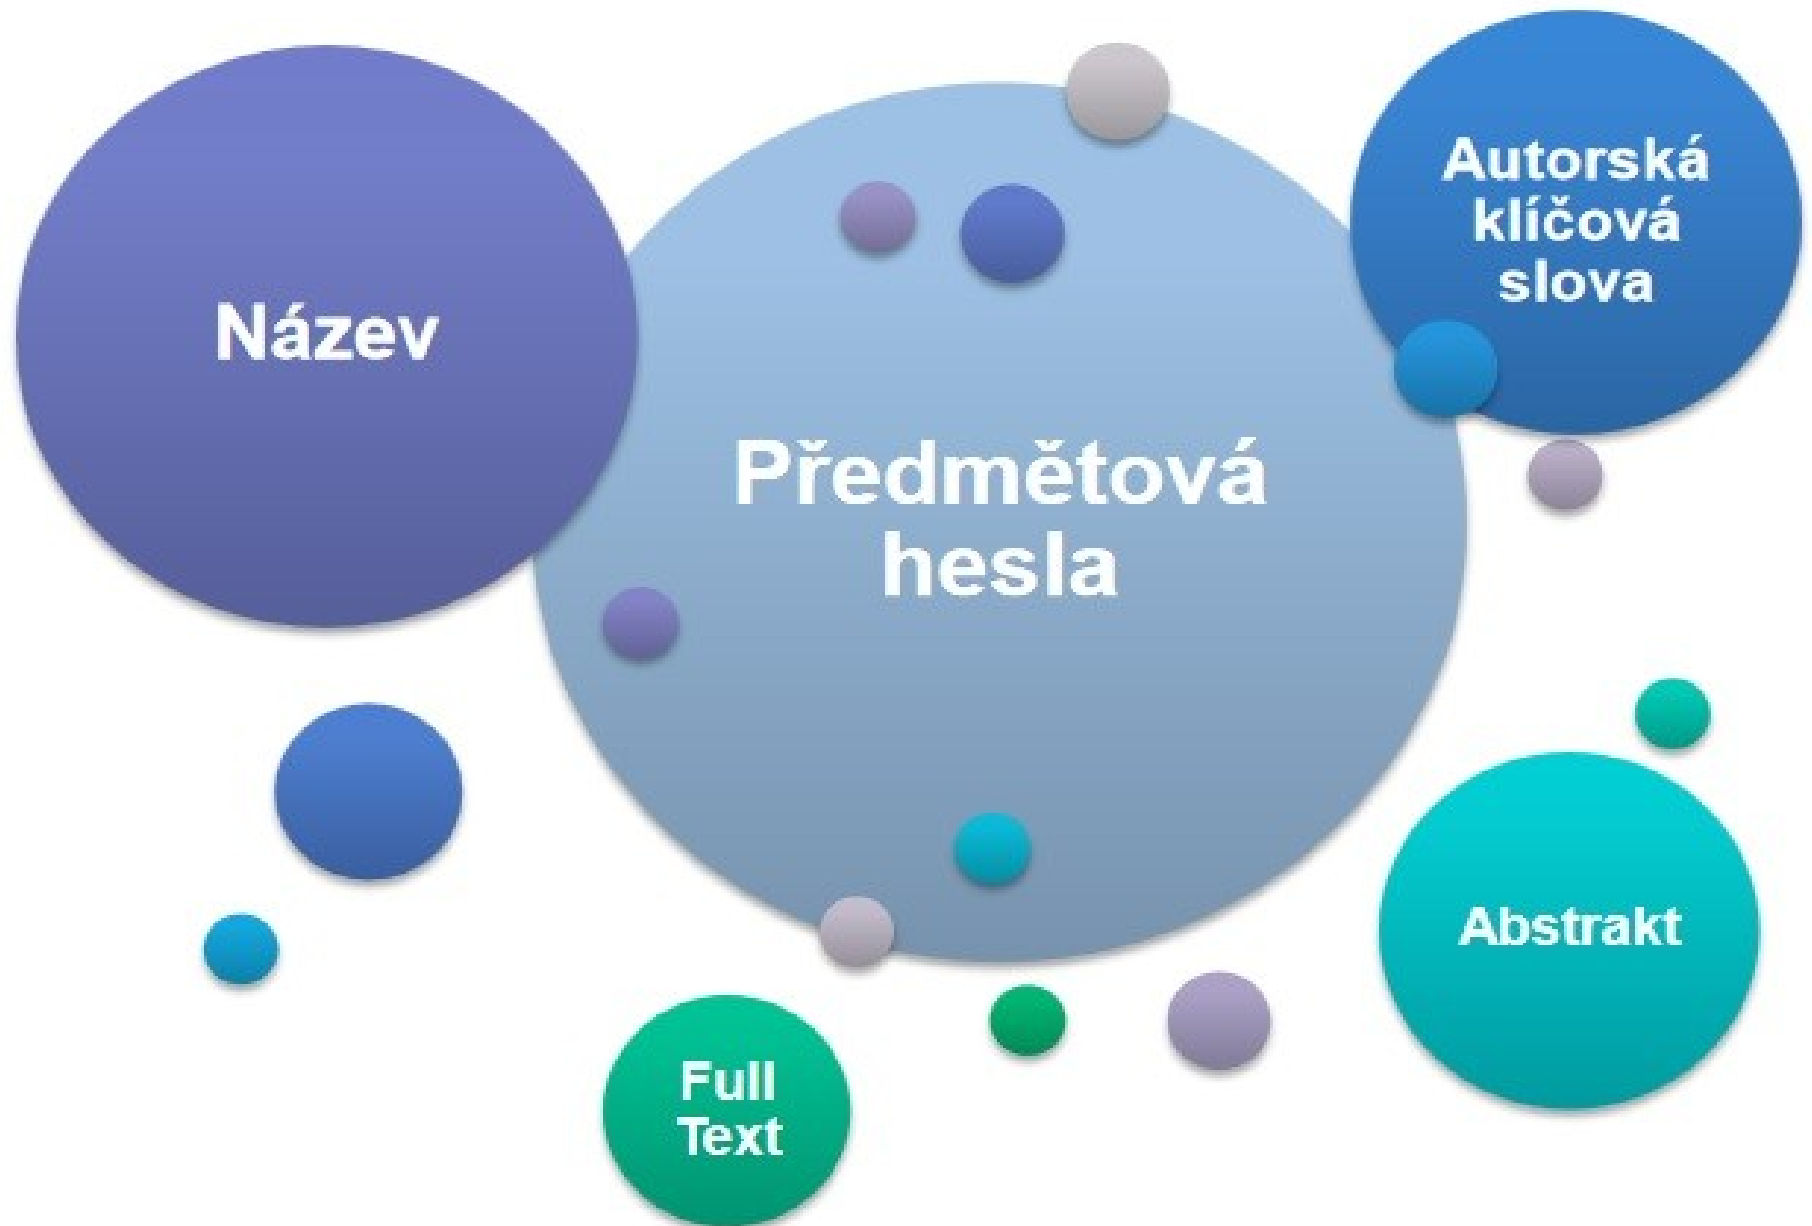 Název
Předmětová
hesla
Autorská
klíčová
slova
Abstrakt
Full
Text